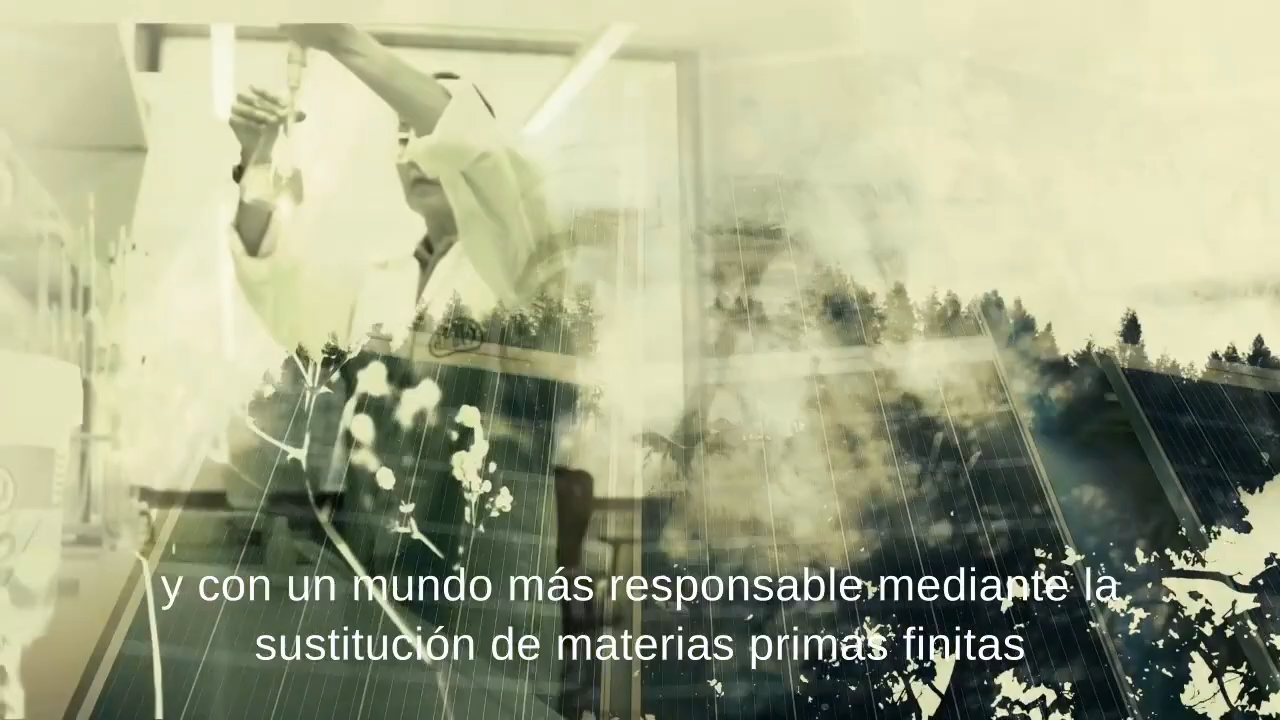 y con un mundo más responsable mediante la
sustitución de materias primas finitas